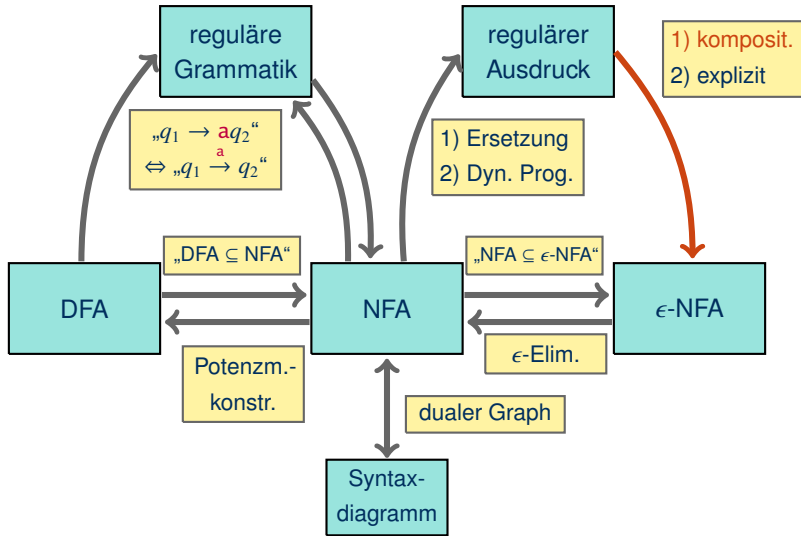 reguläre
Grammatik
regulärer
Ausdruck
1) komposit.
2) explizit
„q₁ → aq₂“
⇔ „q₁ →ᵃ q₂“
1) Ersetzung
2) Dyn. Prog.
„DFA ⊆ NFA“
„NFA ⊆ ϵ-NFA“
DFA
NFA
ϵ-NFA
Potenzm.-
konstr.
ϵ-Elim.
dualer Graph
Syntax-
diagramm